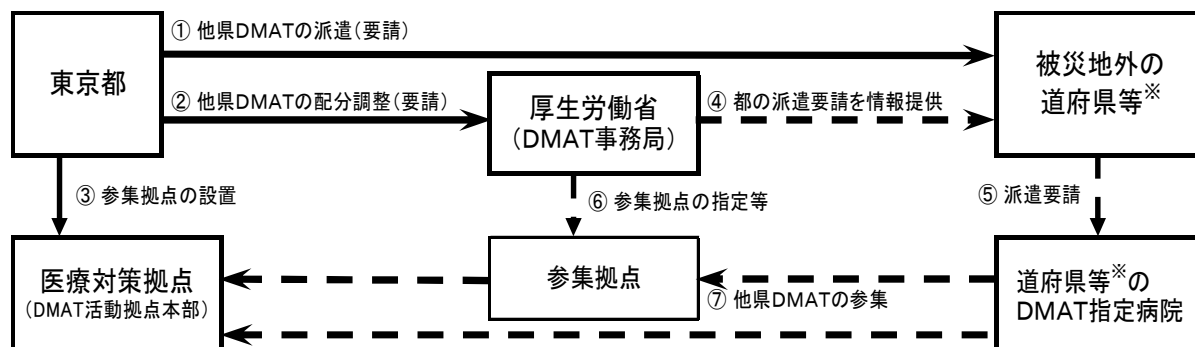 ① 他県DMATの派遣(要請)
東京都
② 他県DMATの配分調整(要請)
厚生労働省
(DMAT事務局)
④ 都の派遣要請を情報提供
被災地外の
道府県等※
③ 参集拠点の設置
⑥ 参集拠点の指定等
⑤ 派遣要請
医療対策拠点
(DMAT活動拠点本部)
参集拠点
⑦ 他県DMATの参集
道府県等※の
DMAT指定病院